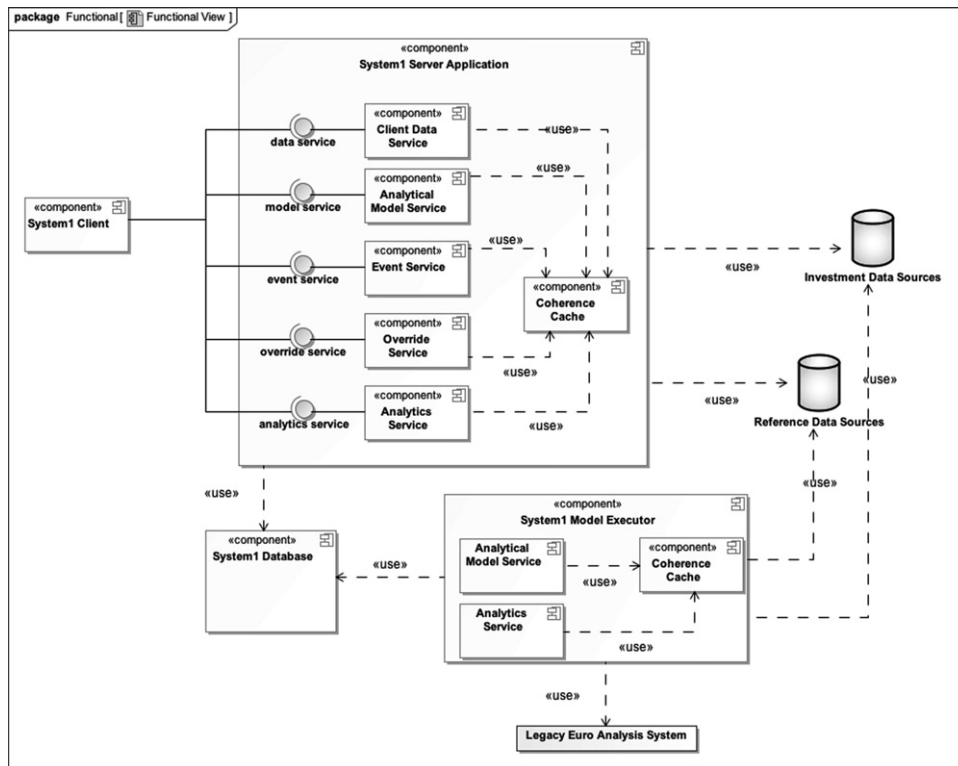 package Functional [ Functional View ]
«component»
System1 Server Application
«component»
Client Data
Service
data service
«use»
«use»
«component»
Analytical
Model Service
model service
«component»
System1 Client
«component»
Event Service
event service
«use»
«component»
Coherence
Cache
«use»
Investment Data Sources
«component»
Override
Service
override service
«use»
«component»
Analytics
Service
analytics service
«use»
«use»
«use»
Reference Data Sources
«use»
«component»
System1 Database
«use»
«component»
System1 Model Executor
Analytical
Model Service
«use»
«component»
Coherence
Cache
«use»
Analytics
Service
«use»
«use»
Legacy Euro Analysis System